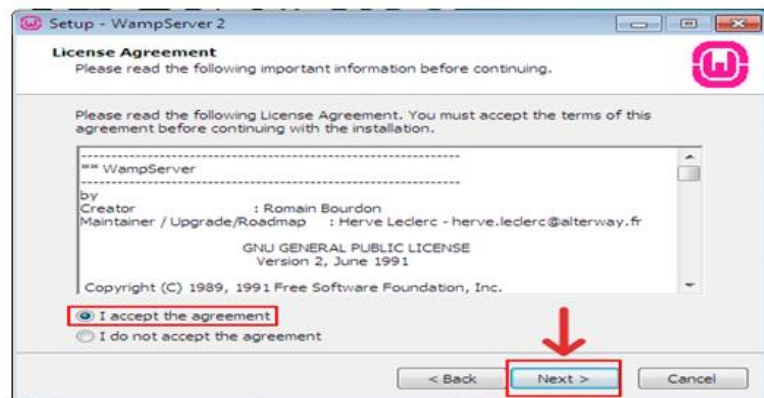 Setup - WampServer 2
License Agreement
Please read the following important information before continuing.
Please read the following License Agreement. You must accept the terms of this
agreement before continuing with the installation.
------------------------------------------------------------
** WampServer
------------------------------------------------------------
by
Creator : Romain Bourdon
Maintainer / Upgrade/Roadmap : Herve Leclerc - herve.leclerc@alterway.fr
GNU GENERAL PUBLIC LICENSE
Version 2, June 1991
Copyright (C) 1989, 1991 Free Software Foundation, Inc.
I accept the agreement
I do not accept the agreement
< Back Next > Cancel